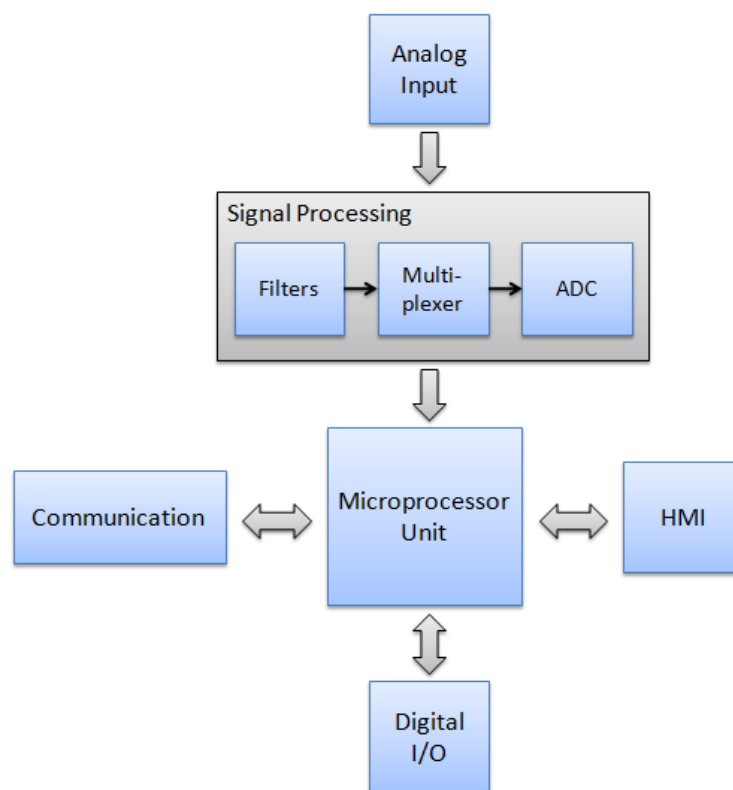 Analog
Input
Signal Processing
Filters
Multi-
plexer
ADC
Communication
Microprocessor
Unit
HMI
Digital
I/O